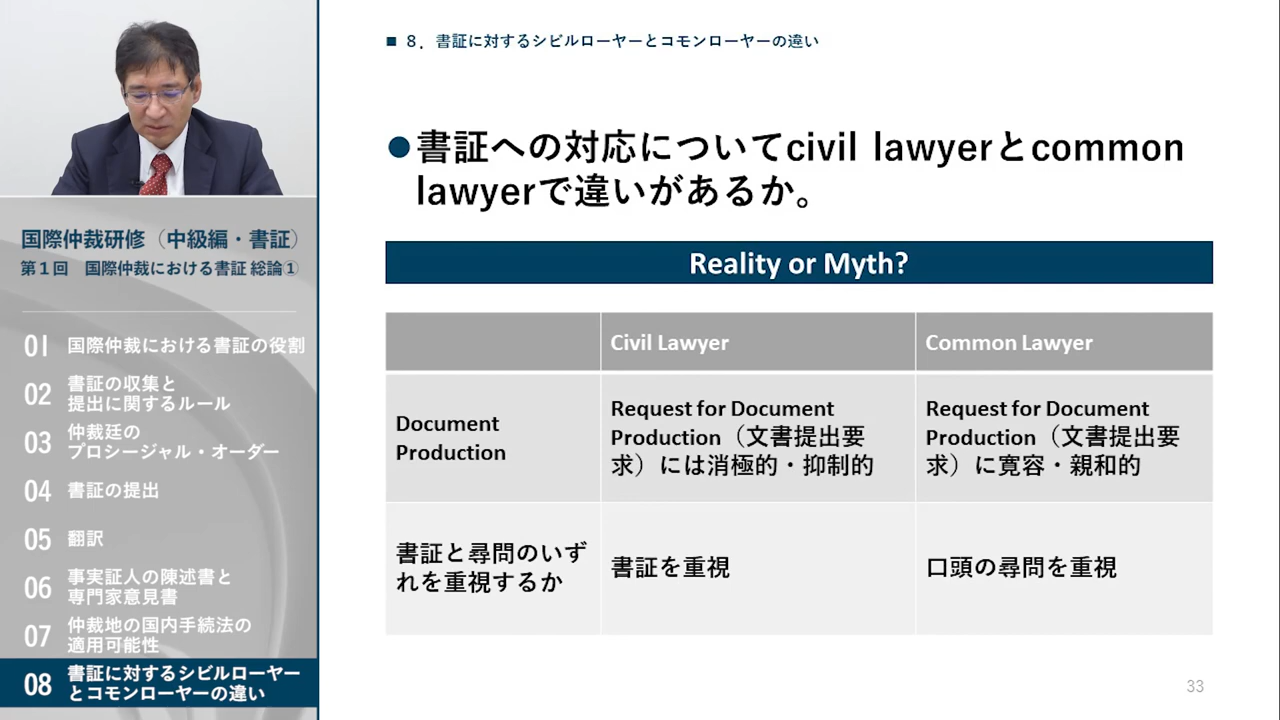 ■ 8．書証に対するシビルローヤーとコモンローヤーの違い
●書証への対応についてcivil lawyerとcommon
lawyerで違いがあるか。
Reality or Myth?
Civil Lawyer
Common Lawyer
Document
Production
Request for Document
Production（文書提出要
求）には消極的・抑制的
Request for Document
Production（文書提出要
求）に寛容・親和的
書証と尋問のいず
れを重視するか
書証を重視
口頭の尋問を重視
33
国際仲裁研修（中級編・書証）
第1回 国際仲裁における書証 総論①
01 国際仲裁における書証の役割
02 書証の収集と
提出に関するルール
03 仲裁廷の
プロシージャル・オーダー
04 書証の提出
05 翻訳
06 事実証人の陳述書と
専門家意見書
07 仲裁地の国内手続法の
適用可能性
08 書証に対するシビルローヤー
とコモンローヤーの違い